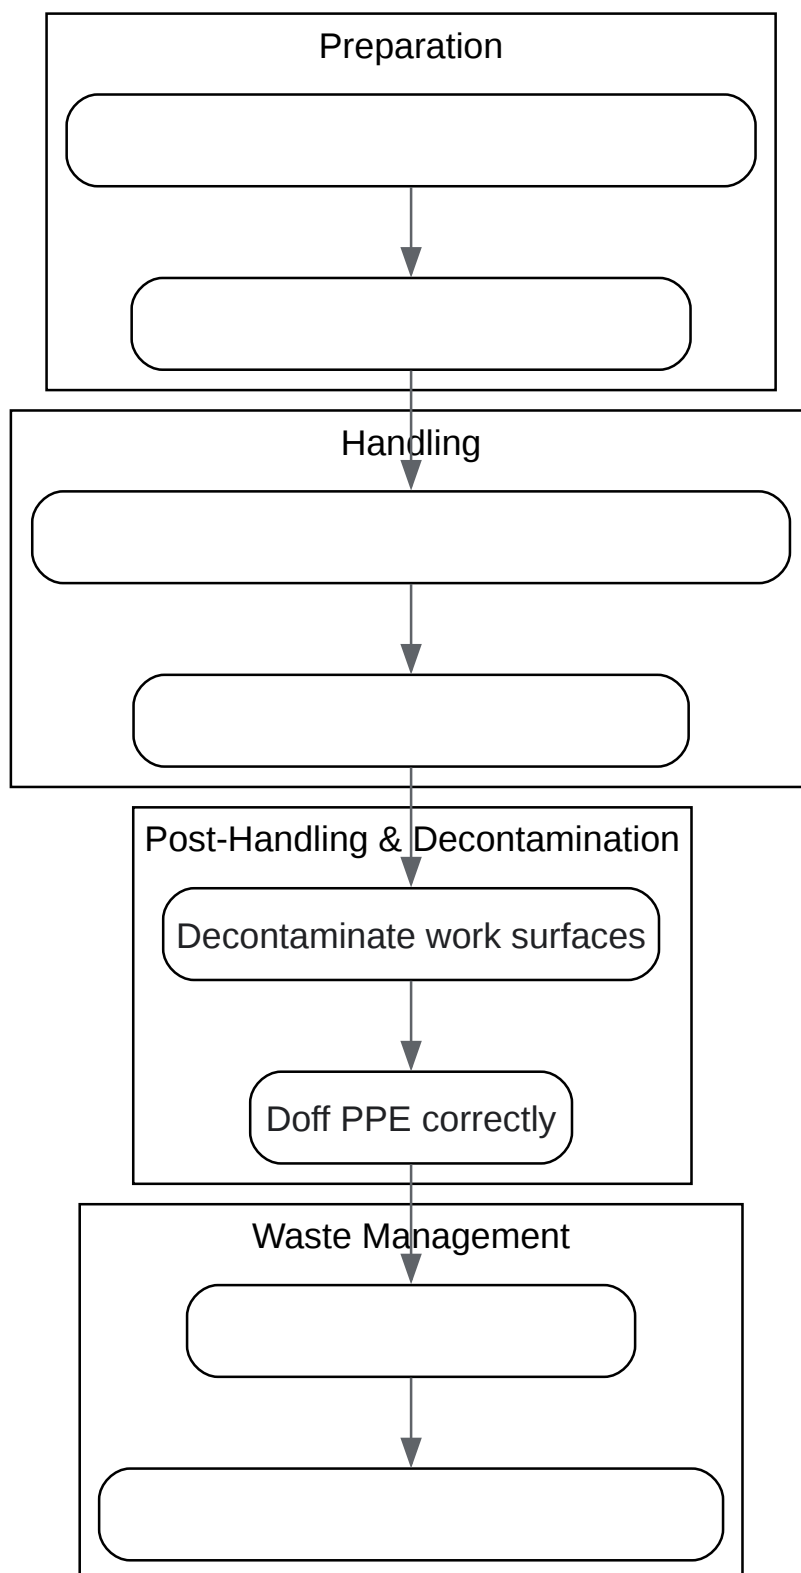 Preparation
Handling
Post-Handling & Decontamination
Decontaminate work surfaces
Doff PPE correctly
Waste Management